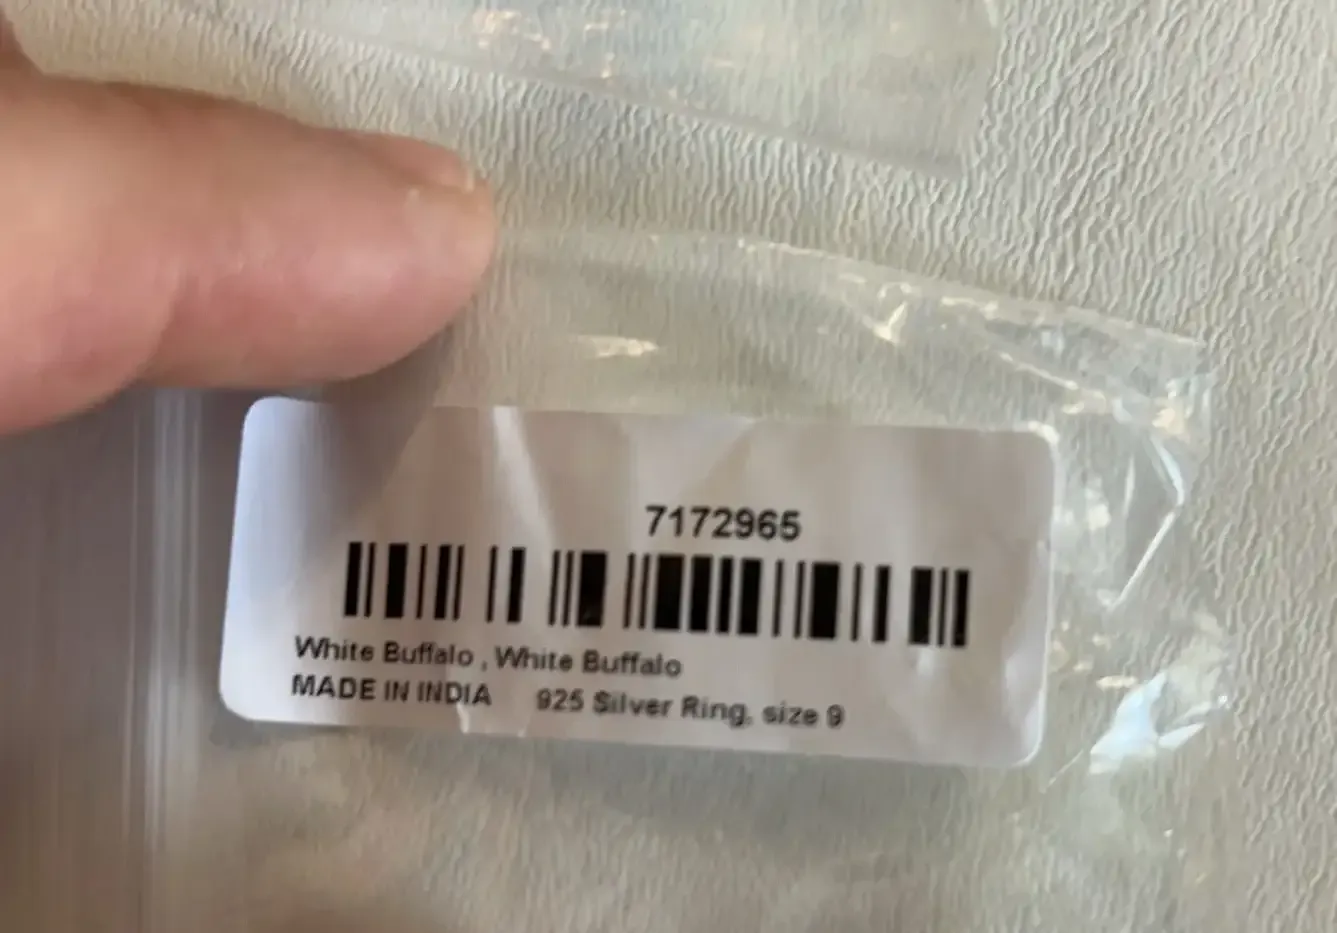 7172965
White Buffalo , White Buffalo
MADE IN INDIA 925 Silver Ring, size 9